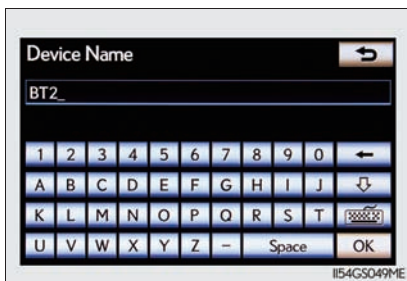 Device Name
BT2_
1 2 3 4 5 6 7 8 9 0
A B C D E F G H I J
K L M N O P Q R S T
U V W X Y Z - Space OK
II54GS049ME